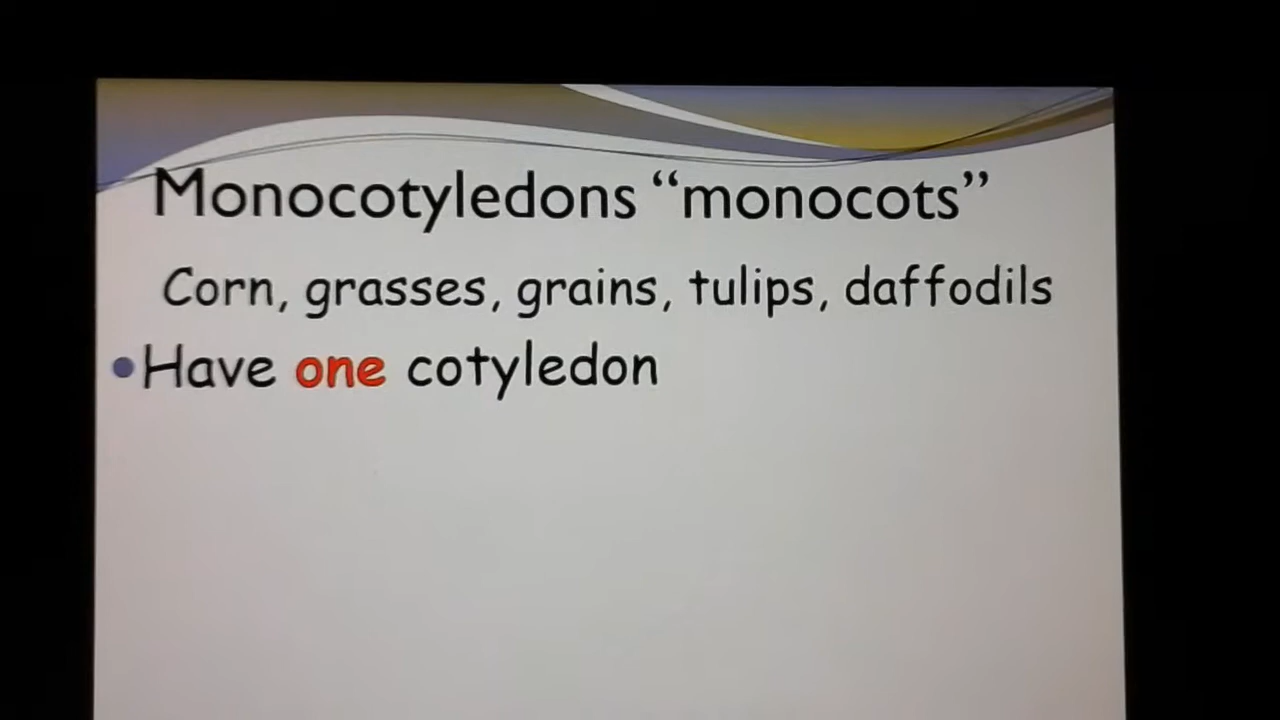 Monocotyledons “monocots”
Corn, grasses, grains, tulips, daffodils
•Have one cotyledon